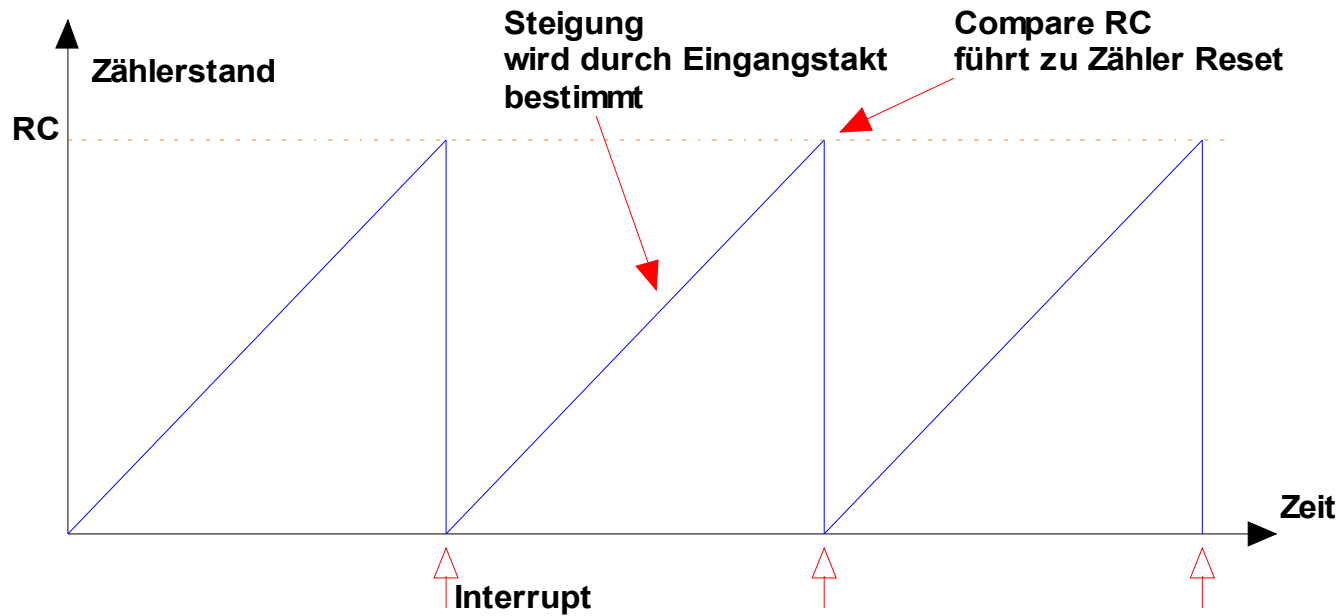 Steigung
wird durch Eingangstakt
bestimmt
Compare RC
führt zu Zähler Reset
Zählerstand
RC
Zeit
Interrupt